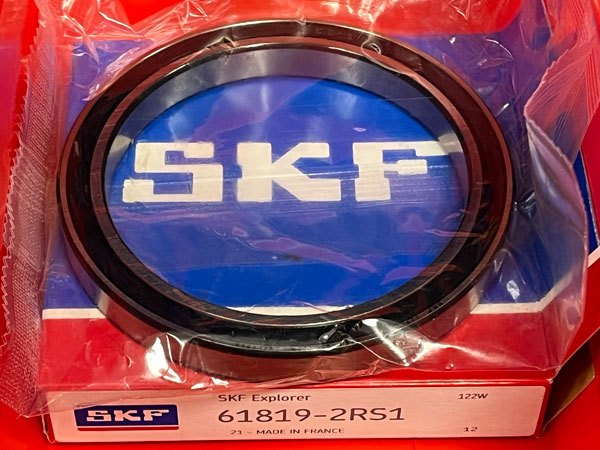 SKF
SKF Explorer
122W
SKF
61819-2RS1
21 - MADE IN FRANCE
12